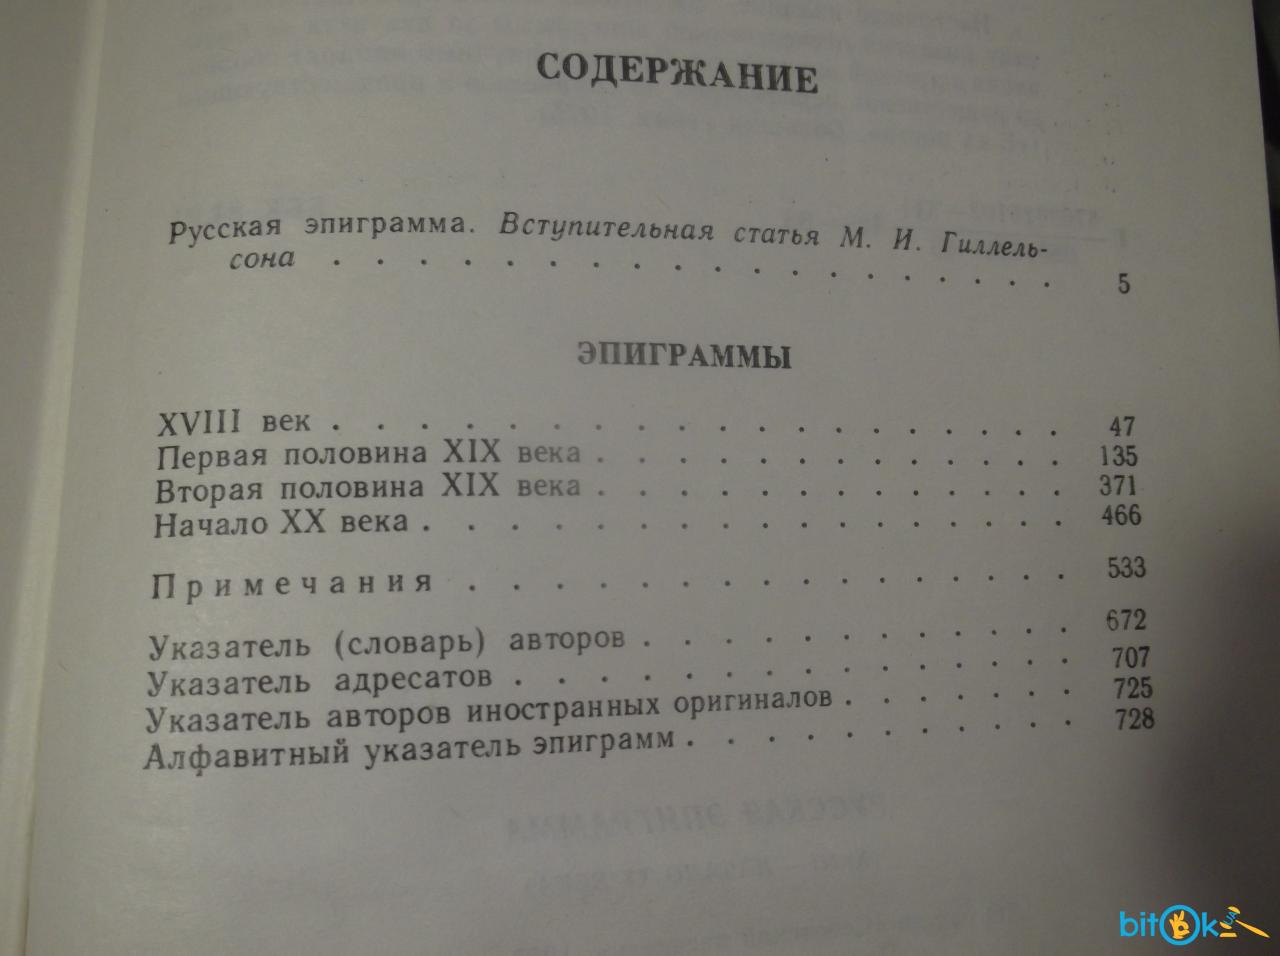 СОДЕРЖАНИЕ
Русская эпиграмма. Вступительная статья М. И. Гиллель-
сона . . . . . . . . . . . . . . . . . . 5
ЭПИГРАММЫ
XVIII век . . . . . . . . . . . . . . . . . 47
Первая половина XIX века . . . . . . . . . . . 135
Вторая половина XIX века . . . . . . . . . . . 371
Начало XX века . . . . . . . . . . . . . . . 466
Примечания . . . . . . . . . . . . . . 533
Указатель (словарь) авторов . . . . . . . . . . 672
Указатель адресатов . . . . . . . . . . . . . 707
Указатель авторов иностранных оригиналов . . . . . . 725
Алфавитный указатель эпиграмм . . . . . . . . . . 728
bitOk UA